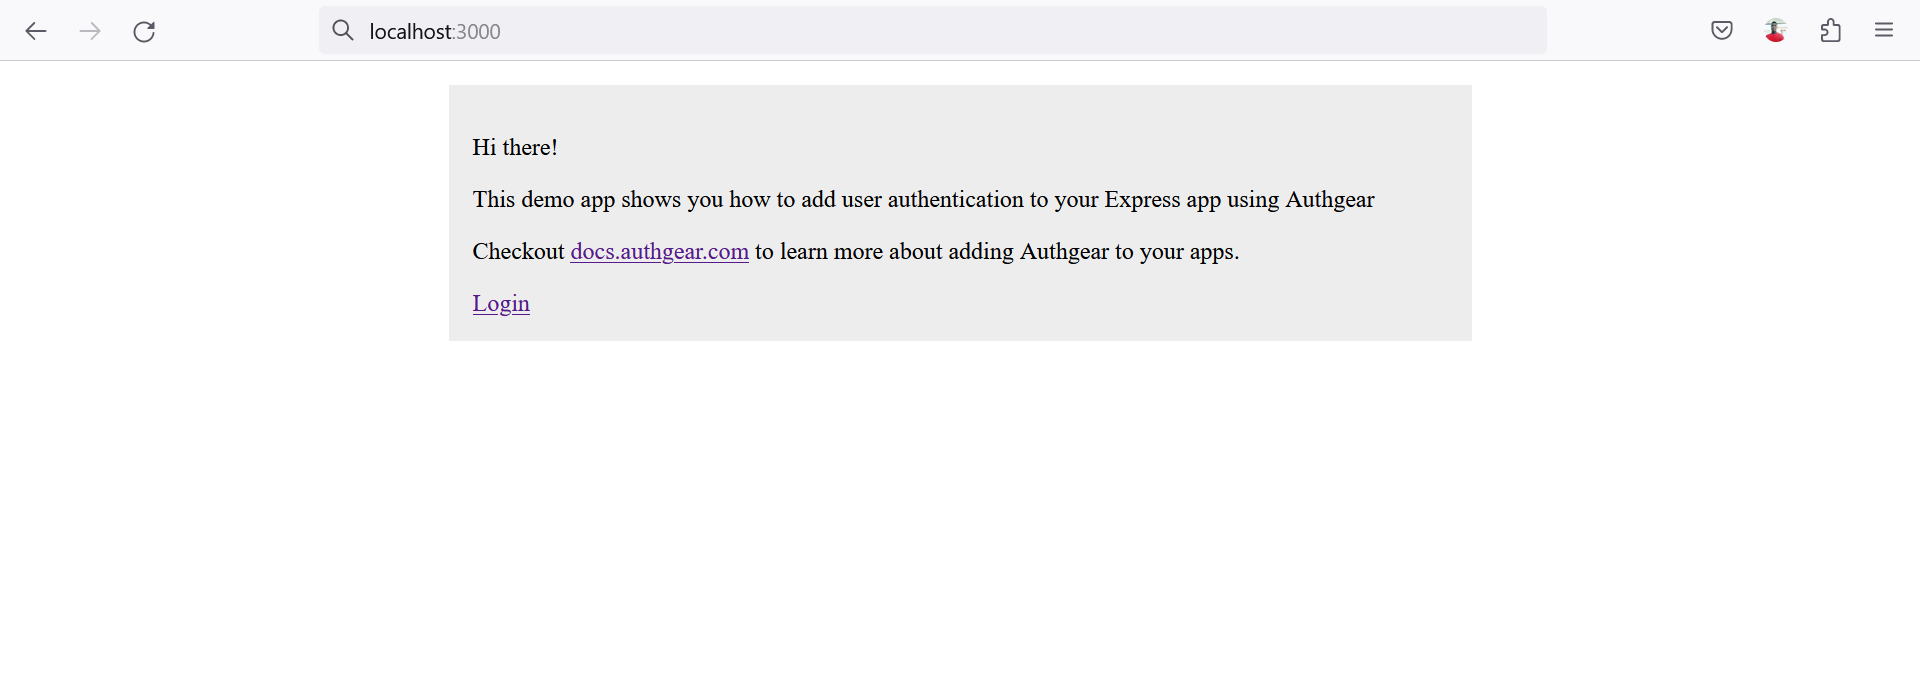 localhost:3000
Hi there!
This demo app shows you how to add user authentication to your Express app using Authgear
Checkout docs.authgear.com to learn more about adding Authgear to your apps.
Login